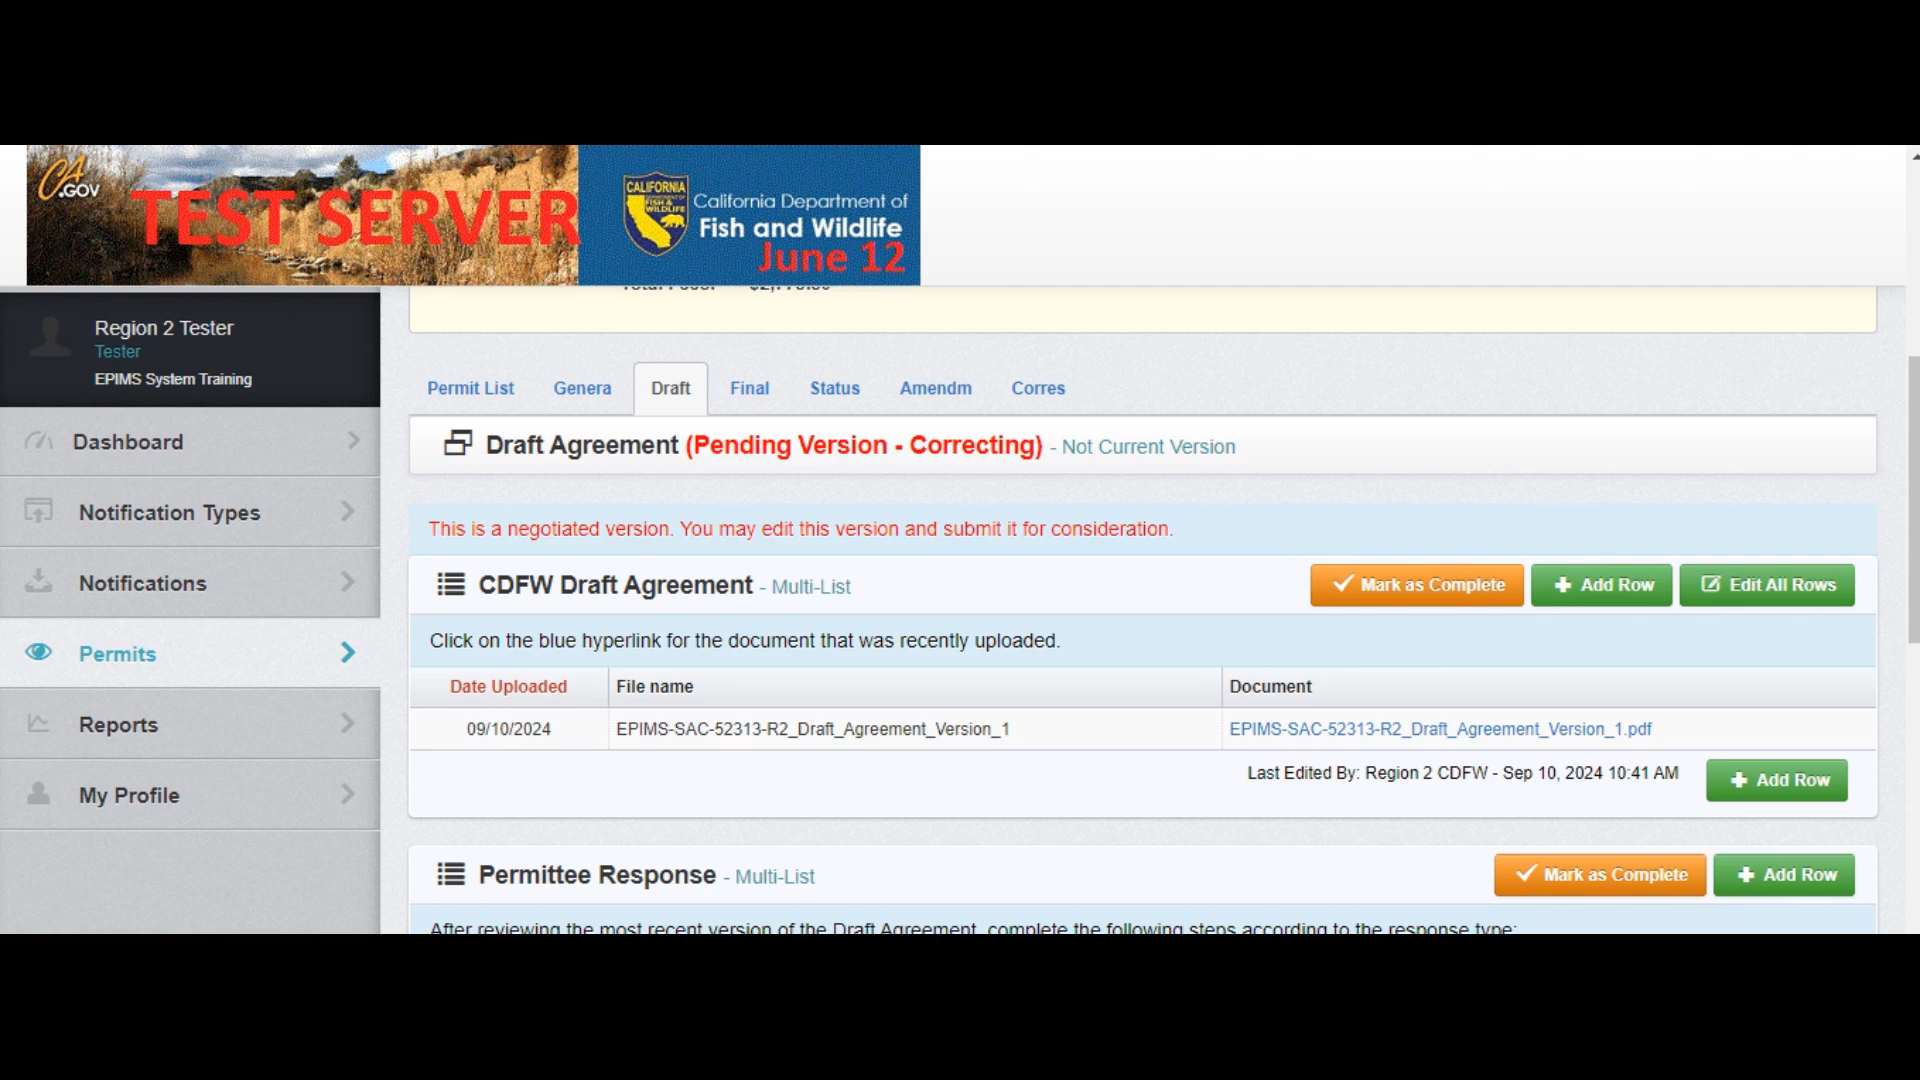 CA
.GOV
TEST SERVER
CALIFORNIA
FISH &
WILDLIFE
California Department of
Fish and Wildlife
June 12
Region 2 Tester
Tester
EPIMS System Training
Dashboard
Notification Types
Notifications
Permits
Reports
My Profile
Permit List Genera Draft Final Status Amendm Corres
Draft Agreement (Pending Version - Correcting) - Not Current Version
This is a negotiated version. You may edit this version and submit it for consideration.
CDFW Draft Agreement - Multi-List Mark as Complete Add Row Edit All Rows
Click on the blue hyperlink for the document that was recently uploaded.
Date Uploaded File name Document
09/10/2024 EPIMS-SAC-52313-R2_Draft_Agreement_Version_1 EPIMS-SAC-52313-R2_Draft_Agreement_Version_1.pdf
Last Edited By: Region 2 CDFW - Sep 10, 2024 10:41 AM Add Row
Permittee Response - Multi-List Mark as Complete Add Row
After reviewing the most recent version of the Draft Agreement, complete the following steps according to the response type: